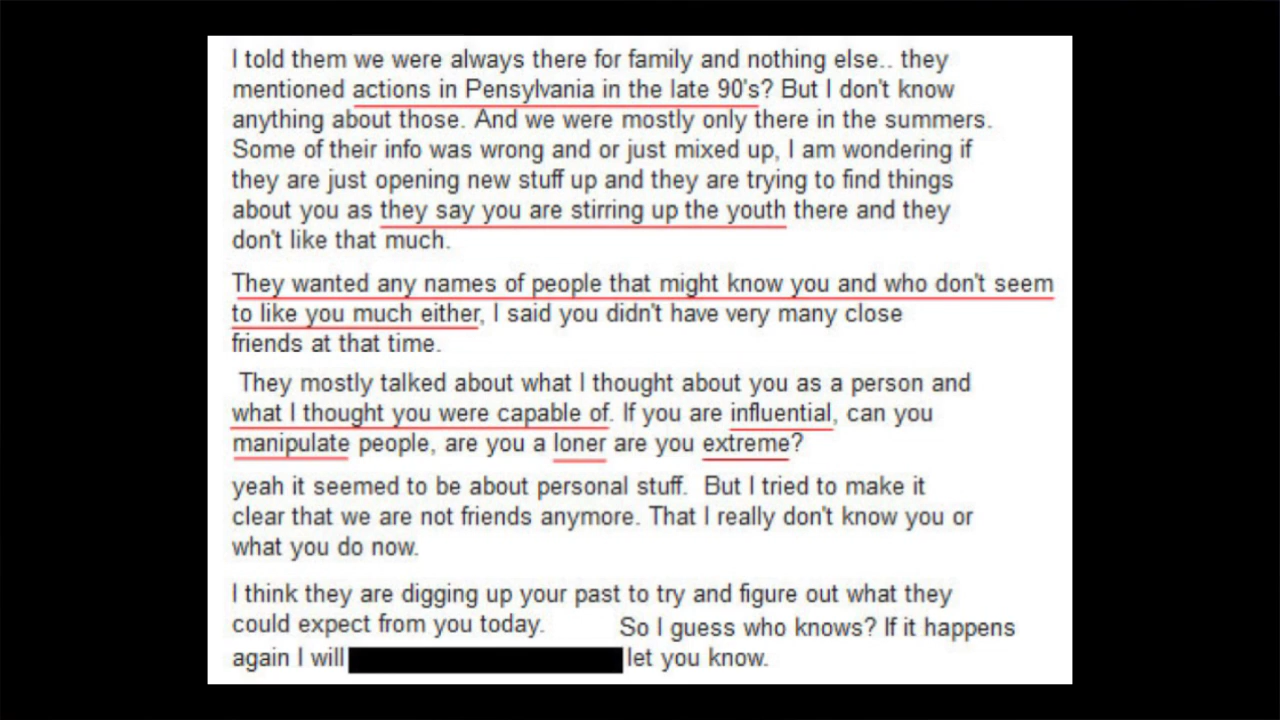 I told them we were always there for family and nothing else.. they
mentioned actions in Pensylvania in the late 90's? But I don't know
anything about those. And we were mostly only there in the summers.
Some of their info was wrong and or just mixed up, I am wondering if
they are just opening new stuff up and they are trying to find things
about you as they say you are stirring up the youth there and they
don't like that much.
They wanted any names of people that might know you and who don't seem
to like you much either, I said you didn't have very many close
friends at that time.
They mostly talked about what I thought about you as a person and
what I thought you were capable of. If you are influential, can you
manipulate people, are you a loner are you extreme?
yeah it seemed to be about personal stuff. But I tried to make it
clear that we are not friends anymore. That I really don't know you or
what you do now.
I think they are digging up your past to try and figure out what they
could expect from you today. So I guess who knows? If it happens
again I will let you know.